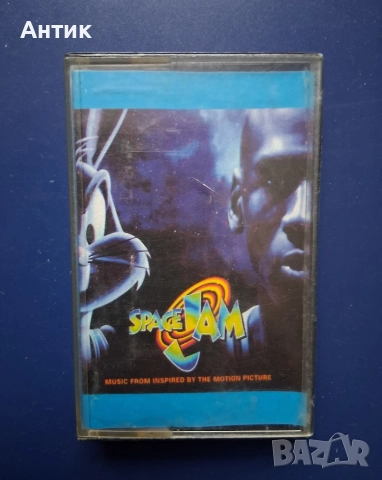 Антик
SPACE JAM
MUSIC FROM INSPIRED BY THE MOTION PICTURE
BAZAR